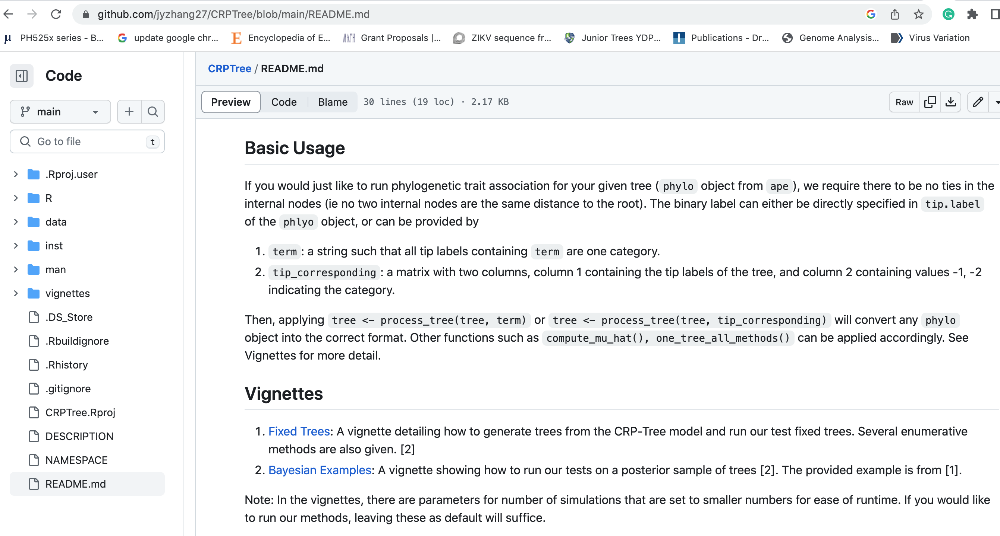 github.com/jyzhang27/CRPTree/blob/main/README.md
PH525x series - B... update google chr... Encyclopedia of E... MATH Grant Proposals |... ZIKV sequence fr... Junior Trees YDP... Publications - Dr... Genome Analysis... Virus Variation
Code
main
Go to file t
.Rproj.user
R
data
inst
man
vignettes
.DS_Store
.Rbuildignore
.Rhistory
.gitignore
CRPTree.Rproj
DESCRIPTION
NAMESPACE
README.md
CRPTree / README.md
Preview Code Blame 30 lines (19 loc) · 2.17 KB Raw
Basic Usage
If you would just like to run phylogenetic trait association for your given tree ( phylo object from ape ), we require there to be no ties in the
internal nodes (ie no two internal nodes are the same distance to the root). The binary label can either be directly specified in tip.label
of the phlyo object, or can be provided by
1. term : a string such that all tip labels containing term are one category.
2. tip_corresponding : a matrix with two columns, column 1 containing the tip labels of the tree, and column 2 containing values -1, -2
indicating the category.
Then, applying tree <- process_tree(tree, term) or tree <- process_tree(tree, tip_corresponding) will convert any phylo
object into the correct format. Other functions such as compute_mu_hat(), one_tree_all_methods() can be applied accordingly. See
Vignettes for more detail.
Vignettes
1. Fixed Trees: A vignette detailing how to generate trees from the CRP-Tree model and run our test fixed trees. Several enumerative
methods are also given. [2]
2. Bayesian Examples: A vignette showing how to run our tests on a posterior sample of trees [2]. The provided example is from [1].
Note: In the vignettes, there are parameters for number of simulations that are set to smaller numbers for ease of runtime. If you would like
to run our methods, leaving these as default will suffice.